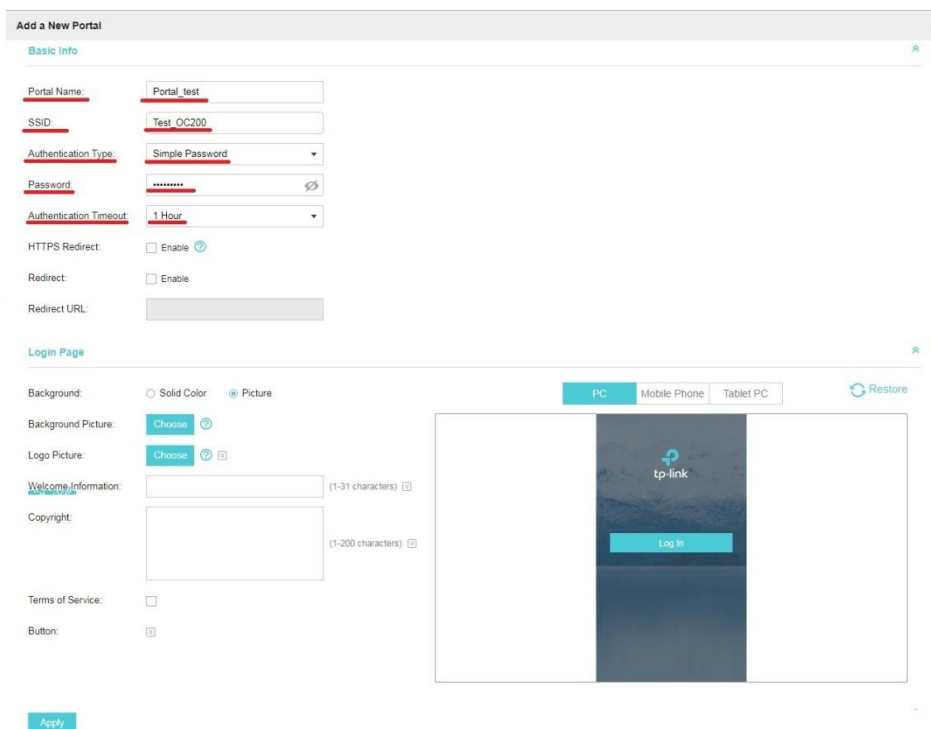 Add a New Portal
Basic Info
Portal Name: Portal_test
SSID: Test_OC200
Authentication Type: Simple Password
Password: •••••••••
Authentication Timeout: 1 Hour
HTTPS Redirect: Enable ?
Redirect: Enable
Redirect URL:
Login Page
Background: Solid Color Picture
PC Mobile Phone Tablet PC Restore
Background Picture: Choose ?
Logo Picture: Choose ?
tp-link
Welcome Information: (1-31 characters)
Copyright: (1-200 characters)
Log In
Terms of Service:
Button:
Apply